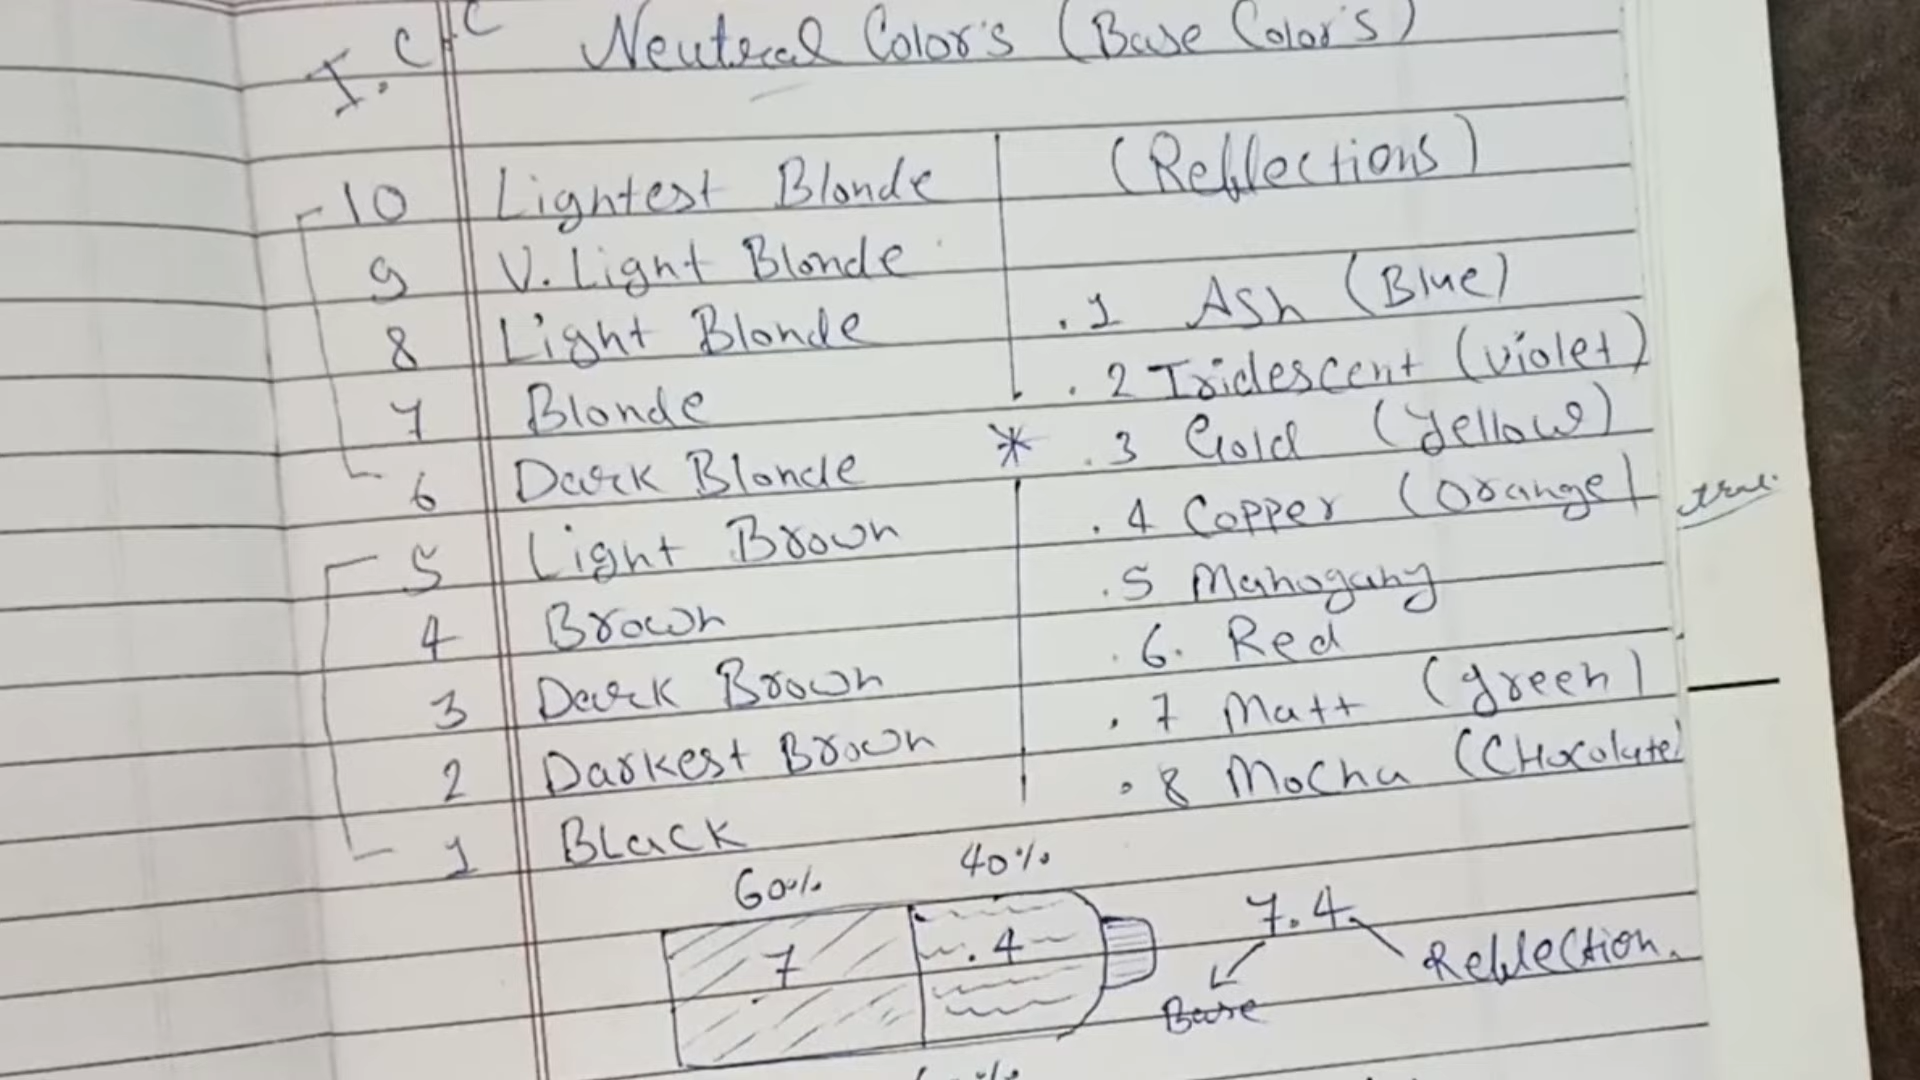 I.C.C Neutral Color's (Base Color's)
10 Lightest Blonde (Reflections)
9 V. Light Blonde
8 Light Blonde .1 Ash (Blue)
7 Blonde .2 Iridescent (violet)
6 Dark Blonde * .3 Gold (Yellow)
5 Light Brown .4 Copper (Orange)
4 Brown .5 Mahogany
3 Dark Brown .6. Red
2 Darkest Brown .7 Matt (green)
1 Black .8 Mocha (CHocolate)
60% 40%
7 .4 7.4 Reflection.
Base